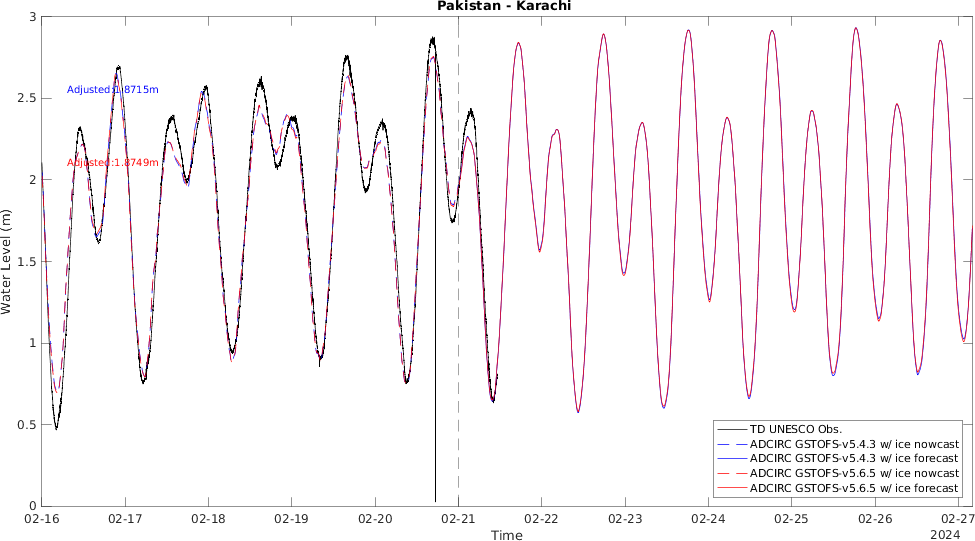 Pakistan - Karachi
3
2.5
2
1.5
1
0.5
0
Water Level (m)
Adjusted:1.8715m
Adjusted:1.8749m
TD UNESCO Obs.
ADCIRC GSTOFS-v5.4.3 w/ ice nowcast
ADCIRC GSTOFS-v5.4.3 w/ ice forecast
ADCIRC GSTOFS-v5.6.5 w/ ice nowcast
ADCIRC GSTOFS-v5.6.5 w/ ice forecast
02-16 02-17 02-18 02-19 02-20 02-21 02-22 02-23 02-24 02-25 02-26 02-27
Time
2024